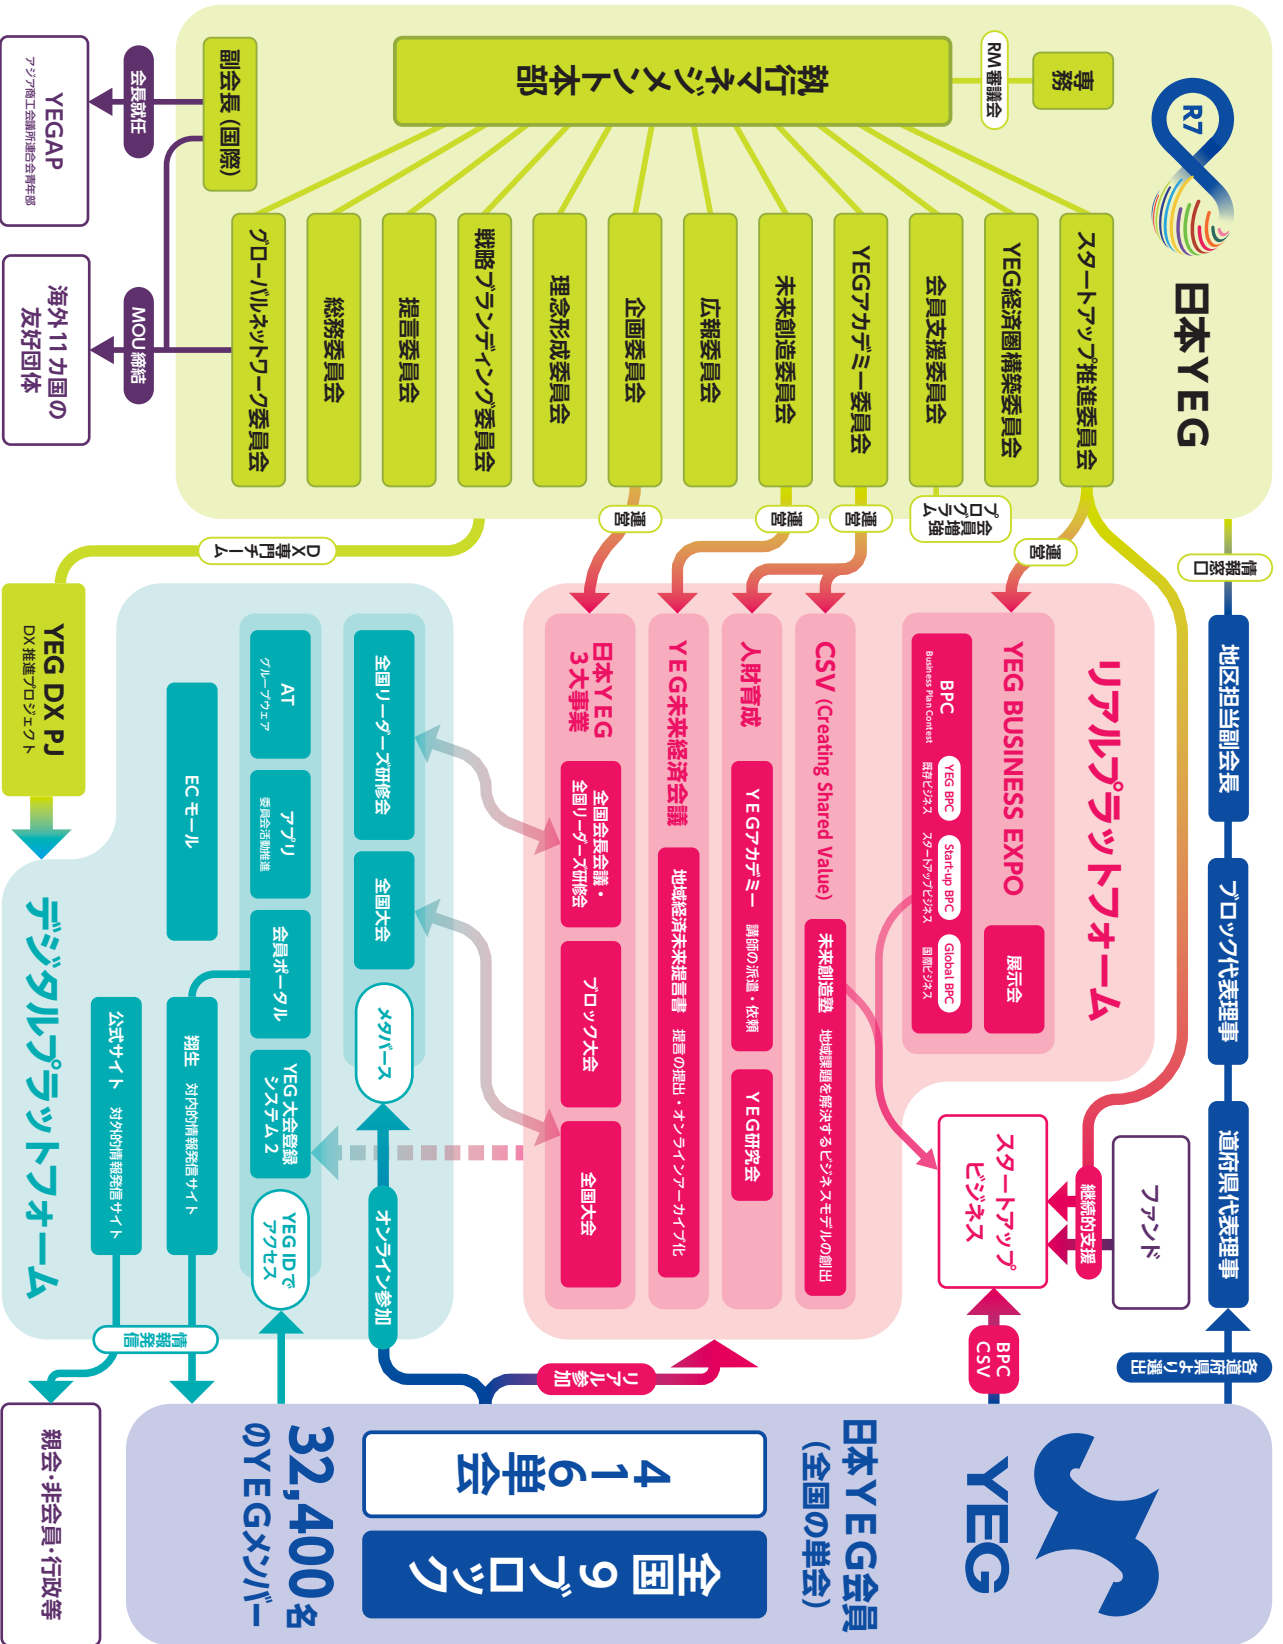 R7
日本YEG
専務
RM審議会
執行マネジメント本部
副会長（国際）
会長就任
YEGAP
アジア商工会議所連合会青年部
MOU締結
海外11カ国の
友好団体
スタートアップ推進委員会
YEG経済圏構築委員会
会員支援委員会
YEGアカデミー委員会
未来創造委員会
広報委員会
企画委員会
理念形成委員会
戦略ブランディング委員会
提言委員会
総務委員会
グローバルネットワーク委員会
情報窓口
運営
会員増強
プログラム
運営
運営
運営
DX専門チーム
地区担当副会長
ブロック代表理事
道府県代表理事
各道府県より選出
リアルプラットフォーム
YEG BUSINESS EXPO
展示会
BPC
Business Plan Contest
YEG BPC
既存ビジネス
Start-up BPC
スタートアップビジネス
Global BPC
国際ビジネス
CSV (Creating Shared Value)
未来創造塾 地域課題を解決するビジネスモデルの創出
人財育成
YEGアカデミー 講師の派遣・依頼
YEG研究会
YEG未来経済会議
地域経済未来提言書 提言の提出・オンラインアーカイブ化
日本YEG
3大事業
全国会長会議・
全国リーダーズ研修会
ブロック大会
全国大会
ファンド
継続的支援
スタートアップ
ビジネス
BPC
CSV
YEG DX PJ
DX推進プロジェクト
デジタルプラットフォーム
全国リーダーズ研修会
全国大会
メタバース
AT
グループウェア
アプリ
委員会活動推進
会員ポータル
YEG大会登録
システム2
YEG IDで
アクセス
ECモール
翔生 対内的情報発信サイト
公式サイト 対外的情報発信サイト
オンライン参加
リアル参加
情報発信
YEG
日本YEG会員
（全国の単会）
416単会
全国9ブロック
32,400名
のYEGメンバー
親会・非会員・行政等